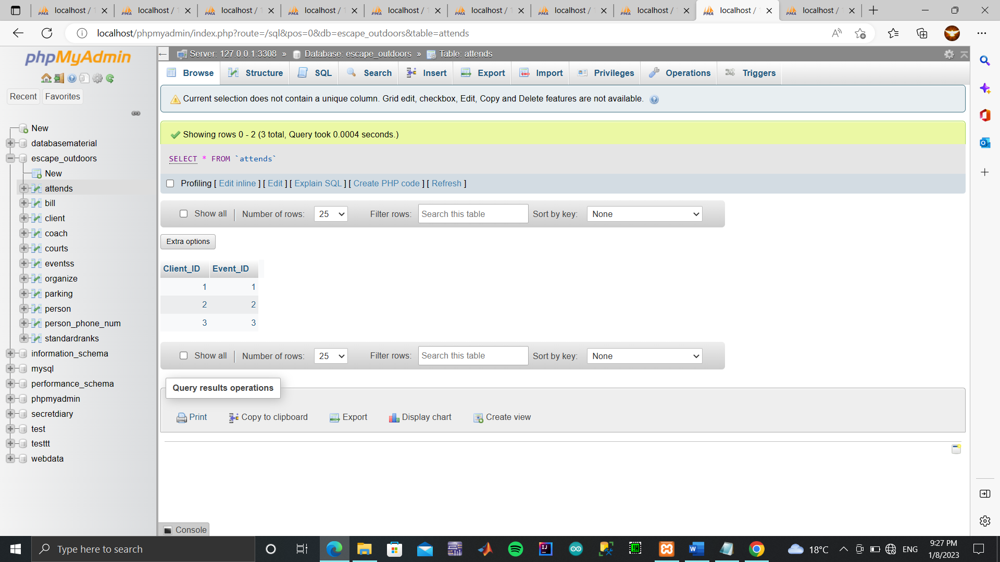 localhost / 1
localhost / 1
localhost / 1
localhost / 1
localhost / 1
localhost / 1
localhost / 1
localhost /
localhost / 1
localhost /
localhost/phpmyadmin/index.php?route=/sql&pos=0&db=escape_outdoors&table=attends
phpMyAdmin
Recent
Favorites
New
databasematerial
escape_outdoors
New
attends
bill
client
coach
courts
eventss
organize
parking
person
person_phone_num
standardranks
information_schema
mysql
performance_schema
phpmyadmin
secretdiary
test
testtt
webdata
Server: 127.0.0.1:3308 » Database: escape_outdoors » Table: attends
Browse Structure SQL Search Insert Export Import Privileges Operations Triggers
Current selection does not contain a unique column. Grid edit, checkbox, Edit, Copy and Delete features are not available.
Showing rows 0 - 2 (3 total, Query took 0.0004 seconds.)
SELECT * FROM `attends`
Profiling [ Edit inline ] [ Edit ] [ Explain SQL ] [ Create PHP code ] [ Refresh ]
Show all Number of rows: 25 Filter rows: Search this table Sort by key: None
Extra options
Client_ID Event_ID
1 1
2 2
3 3
Show all Number of rows: 25 Filter rows: Search this table Sort by key: None
Query results operations
Print Copy to clipboard Export Display chart Create view
Console
Type here to search
18°C
ENG
9:27 PM
1/8/2023